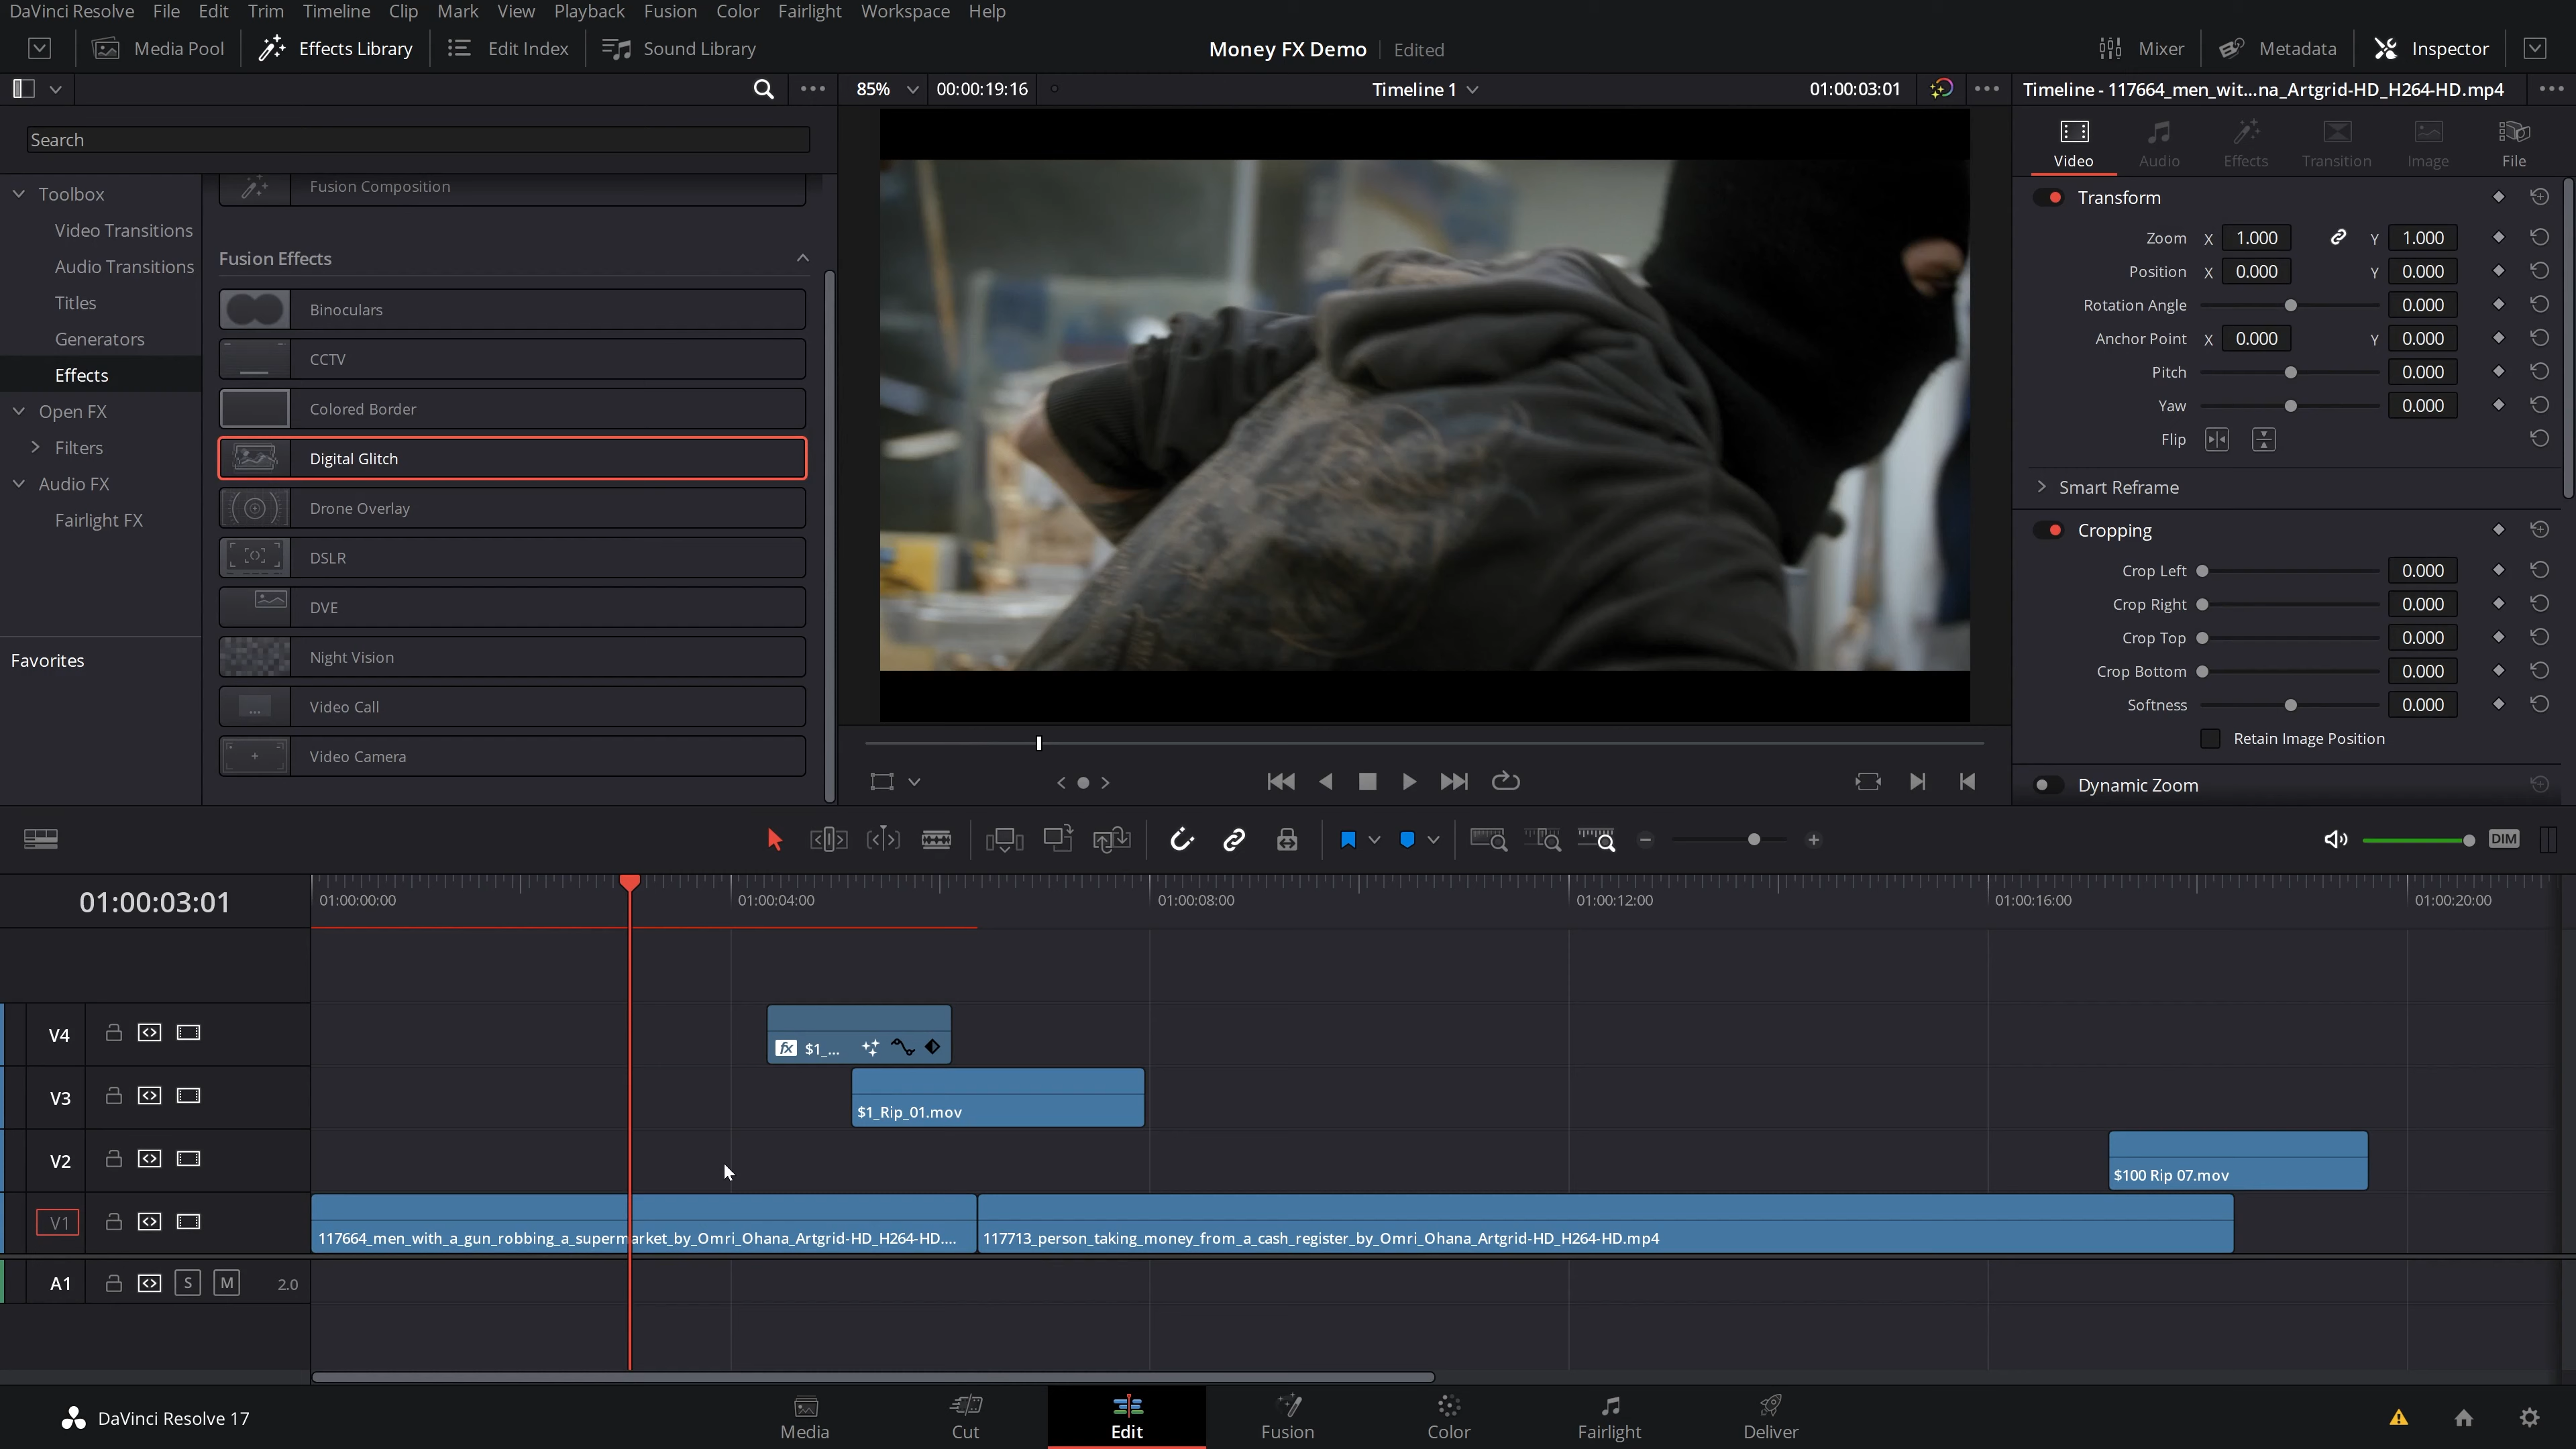 DaVinci Resolve File Edit Trim Timeline Clip Mark View Playback Fusion Color Fairlight Workspace Help
Media Pool Effects Library Edit Index Sound Library Money FX Demo Edited Mixer Metadata Inspector
85% 00:00:19:16 Timeline 1 01:00:03:01 Timeline - 117664_men_wit...na_Artgrid-HD_H264-HD.mp4
Search
Toolbox
Video Transitions
Audio Transitions
Titles
Generators
Effects
Open FX
Filters
Audio FX
Fairlight FX
Favorites
Fusion Composition
Fusion Effects
Binoculars
CCTV
Colored Border
Digital Glitch
Drone Overlay
DSLR
DVE
Night Vision
Video Call
Video Camera
Video Audio Effects Transition Image File
Transform
Zoom X 1.000 Y 1.000
Position X 0.000 Y 0.000
Rotation Angle 0.000
Anchor Point X 0.000 Y 0.000
Pitch 0.000
Yaw 0.000
Flip
Smart Reframe
Cropping
Crop Left 0.000
Crop Right 0.000
Crop Top 0.000
Crop Bottom 0.000
Softness 0.000
Retain Image Position
Dynamic Zoom
DIM
01:00:03:01
01:00:00:00 01:00:04:00 01:00:08:00 01:00:12:00 01:00:16:00 01:00:20:00
V4 fx $1_...
V3 $1_Rip_01.mov
V2 $100 Rip 07.mov
V1 117664_men_with_a_gun_robbing_a_supermarket_by_Omri_Ohana_Artgrid-HD_H264-HD.... 117713_person_taking_money_from_a_cash_register_by_Omri_Ohana_Artgrid-HD_H264-HD.mp4
A1 S M 2.0
DaVinci Resolve 17 Media Cut Edit Fusion Color Fairlight Deliver